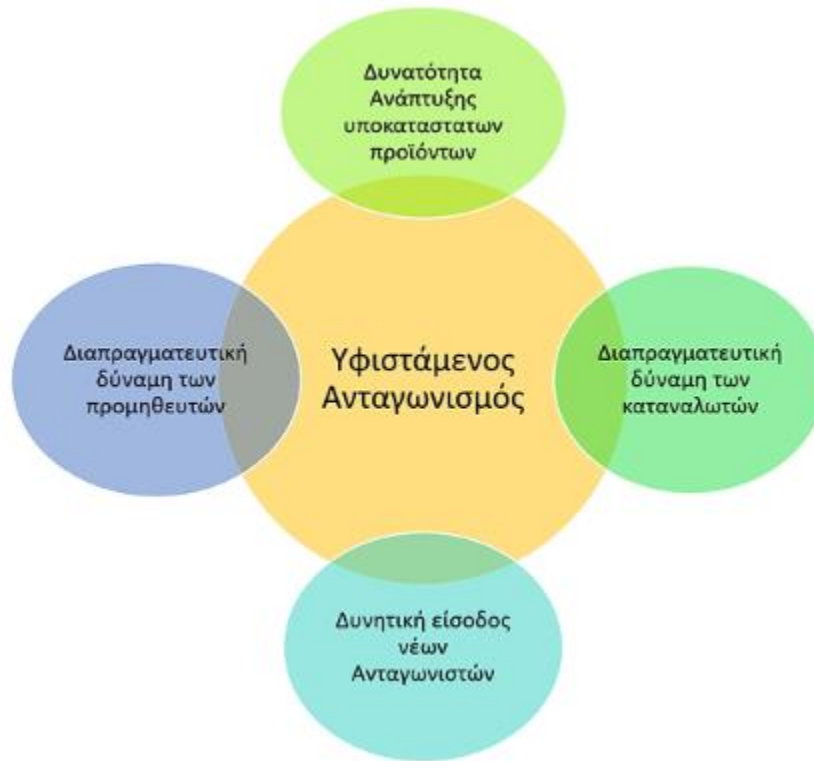 Δυνατότητα
Ανάπτυξης
υποκαταστατων
προϊόντων
Διαπραγματευτική
δύναμη των
προμηθευτών
Υφιστάμενος
Ανταγωνισμός
Διαπραγματευτική
δύναμη των
καταναλωτών
Δυνητική είσοδος
νέων
Ανταγωνιστών